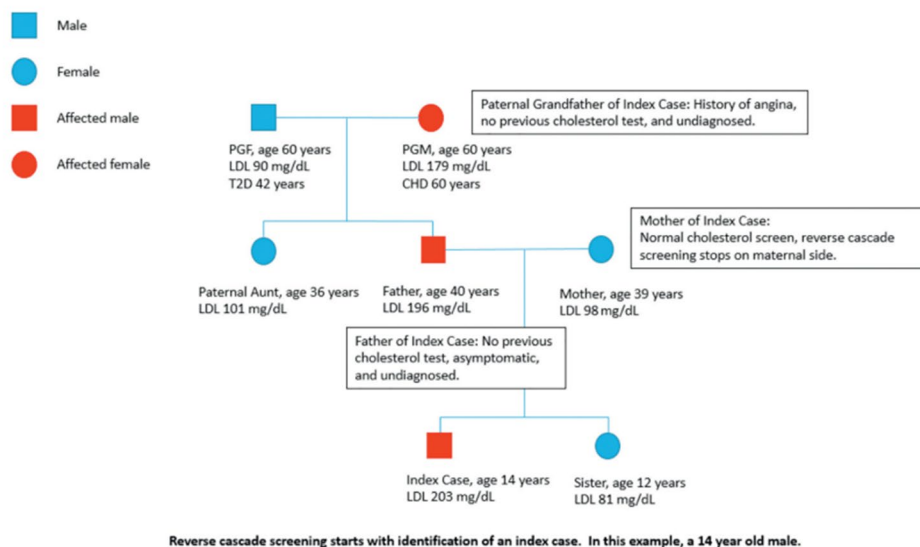 Male
Female
Affected male
Affected female
Paternal Grandfather of Index Case: History of angina,
no previous cholesterol test, and undiagnosed.
PGF, age 60 years
LDL 90 mg/dL
T2D 42 years
PGM, age 60 years
LDL 179 mg/dL
CHD 60 years
Mother of Index Case:
Normal cholesterol screen, reverse cascade
screening stops on maternal side.
Paternal Aunt, age 36 years
LDL 101 mg/dL
Father, age 40 years
LDL 196 mg/dL
Mother, age 39 years
LDL 98 mg/dL
Father of Index Case: No previous
cholesterol test, asymptomatic,
and undiagnosed.
Index Case, age 14 years
LDL 203 mg/dL
Sister, age 12 years
LDL 81 mg/dL
Reverse cascade screening starts with identification of an index case. In this example, a 14 year old male.